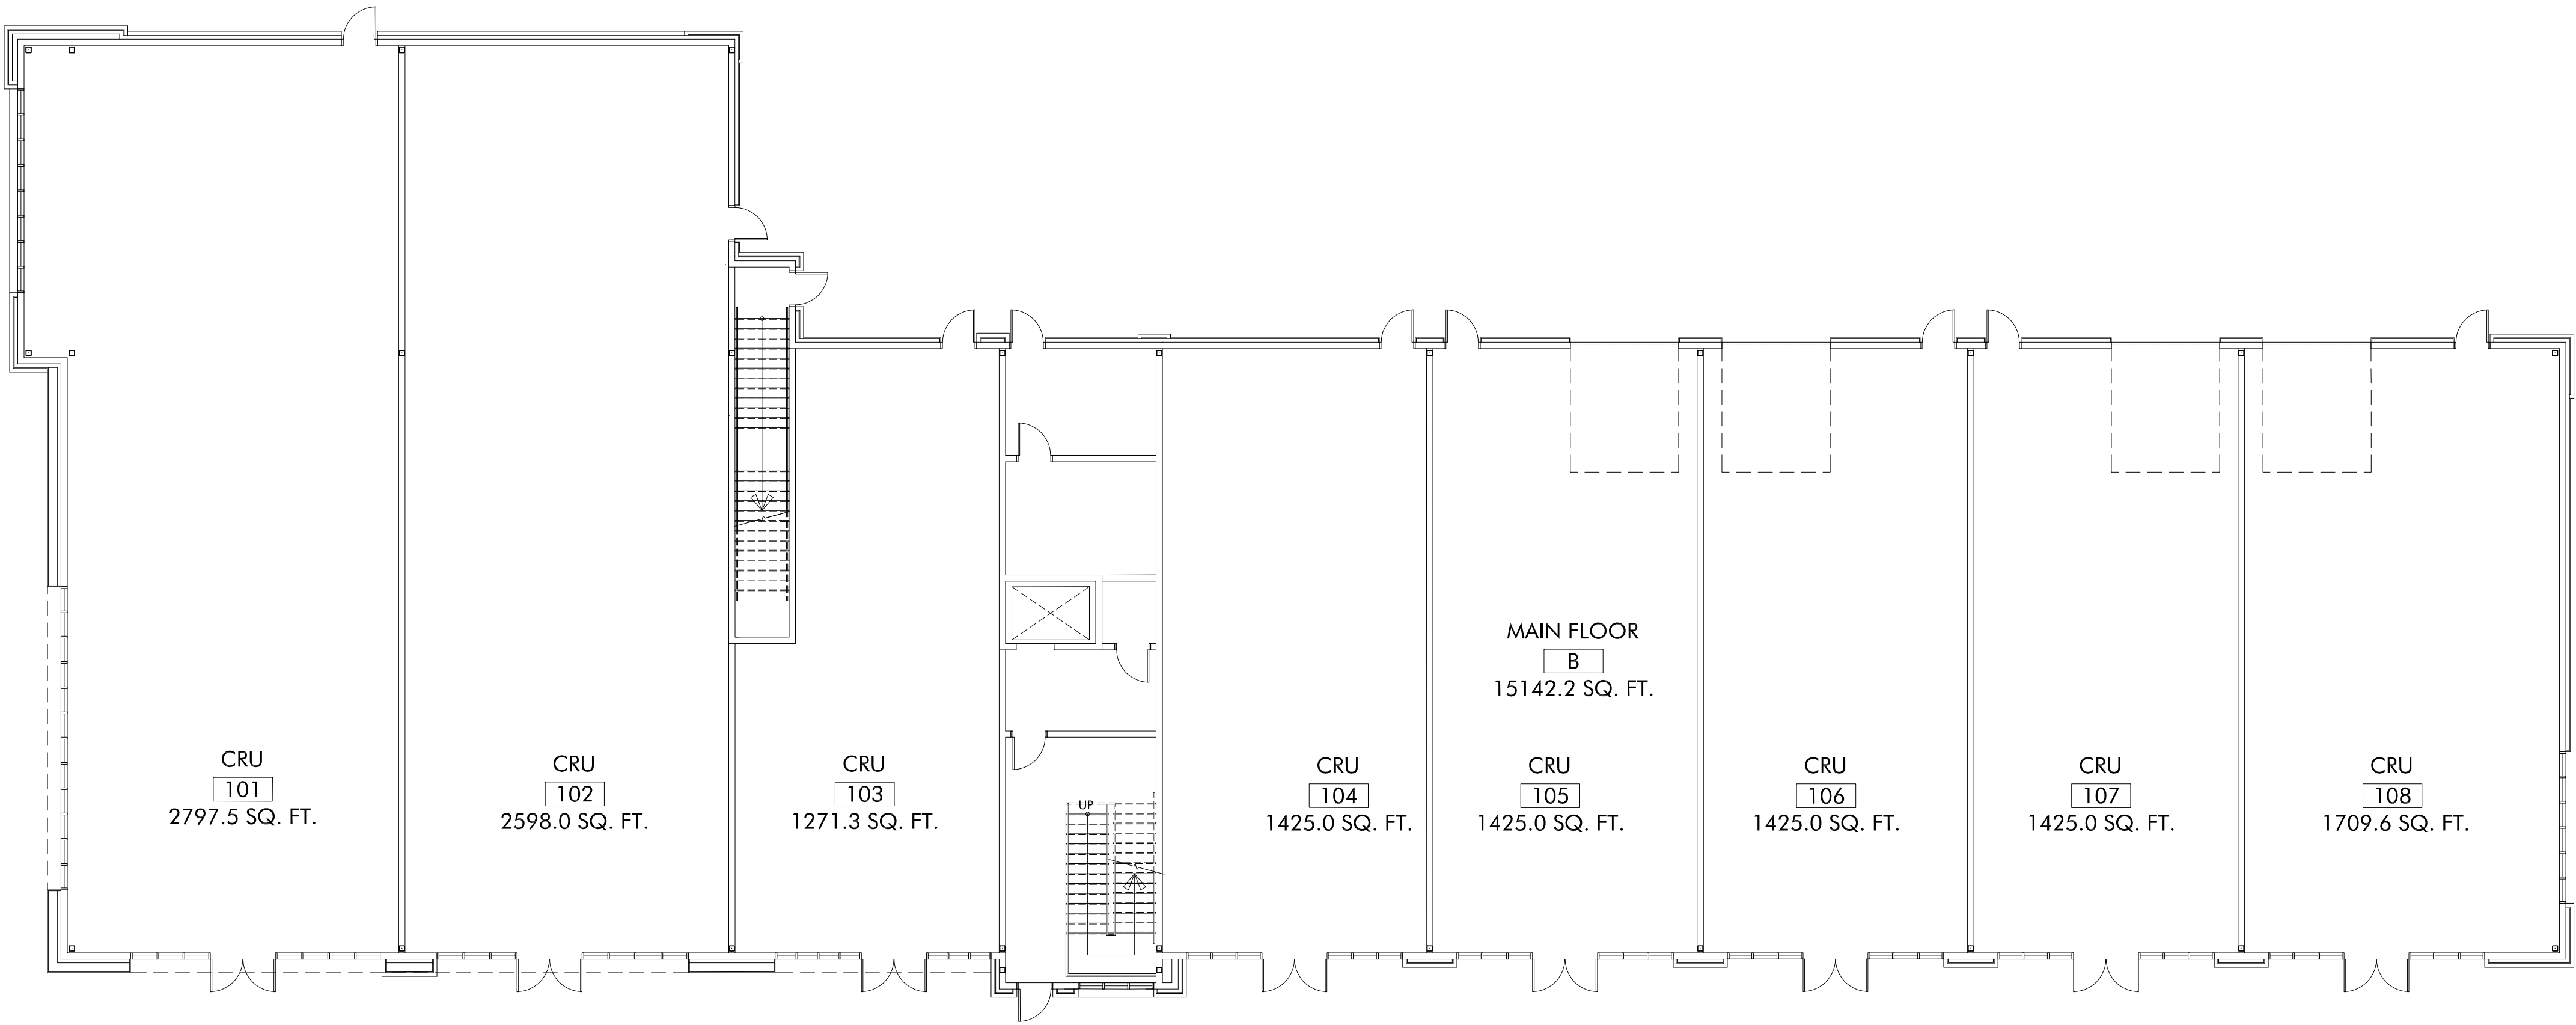 MAIN FLOOR
B
15142.2 SQ. FT.
CRU
101
2797.5 SQ. FT.
CRU
102
2598.0 SQ. FT.
CRU
103
1271.3 SQ. FT.
UP
CRU
104
1425.0 SQ. FT.
CRU
105
1425.0 SQ. FT.
CRU
106
1425.0 SQ. FT.
CRU
107
1425.0 SQ. FT.
CRU
108
1709.6 SQ. FT.